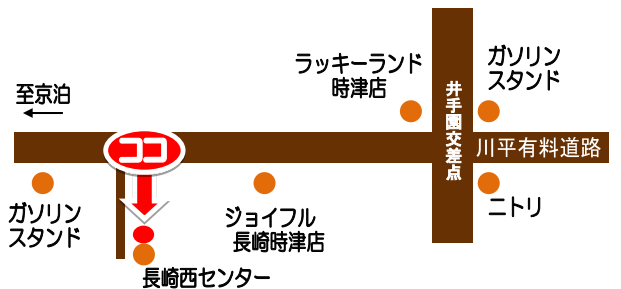 ラッキーランド
時津店
ガソリン
スタンド
至京泊
井手園交差点
ココ
川平有料道路
ガソリン
スタンド
ジョイフル
長崎時津店
ニトリ
長崎西センター